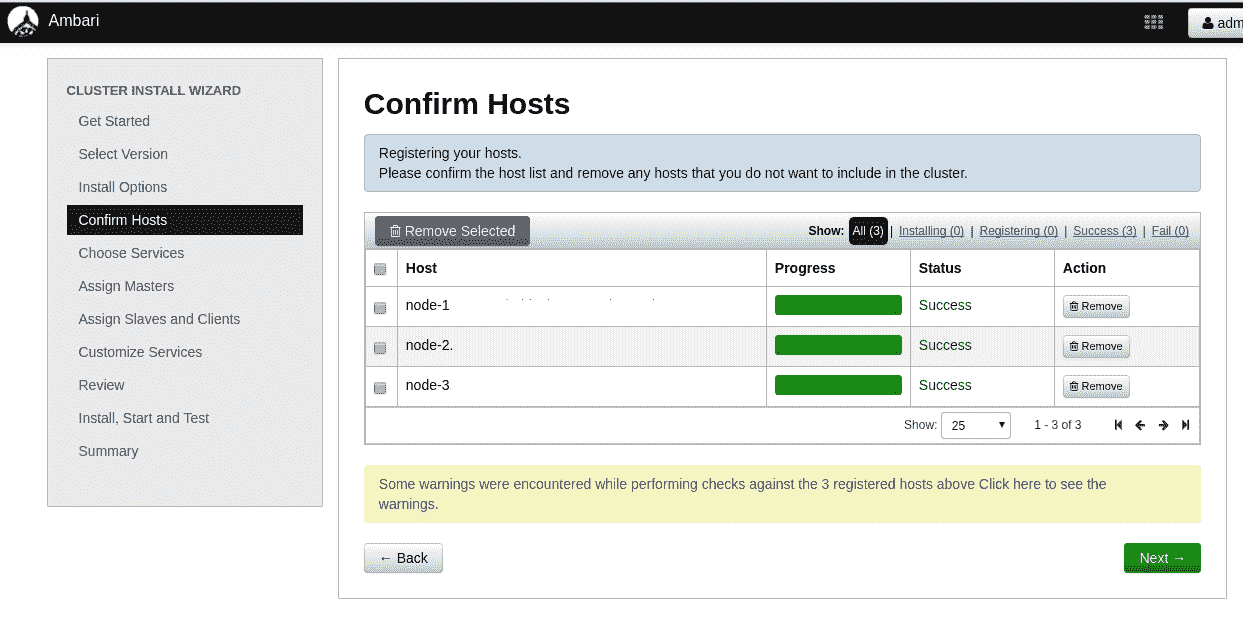 Ambari
adm
CLUSTER INSTALL WIZARD
Get Started
Select Version
Install Options
Confirm Hosts
Choose Services
Assign Masters
Assign Slaves and Clients
Customize Services
Review
Install, Start and Test
Summary
Confirm Hosts
Registering your hosts.
Please confirm the host list and remove any hosts that you do not want to include in the cluster.
Remove Selected Show: All (3) | Installing (0) | Registering (0) | Success (3) | Fail (0)
Host Progress Status Action
node-1 Success Remove
node-2. Success Remove
node-3 Success Remove
Show: 25 1 - 3 of 3
Some warnings were encountered while performing checks against the 3 registered hosts above Click here to see the
warnings.
← Back Next →